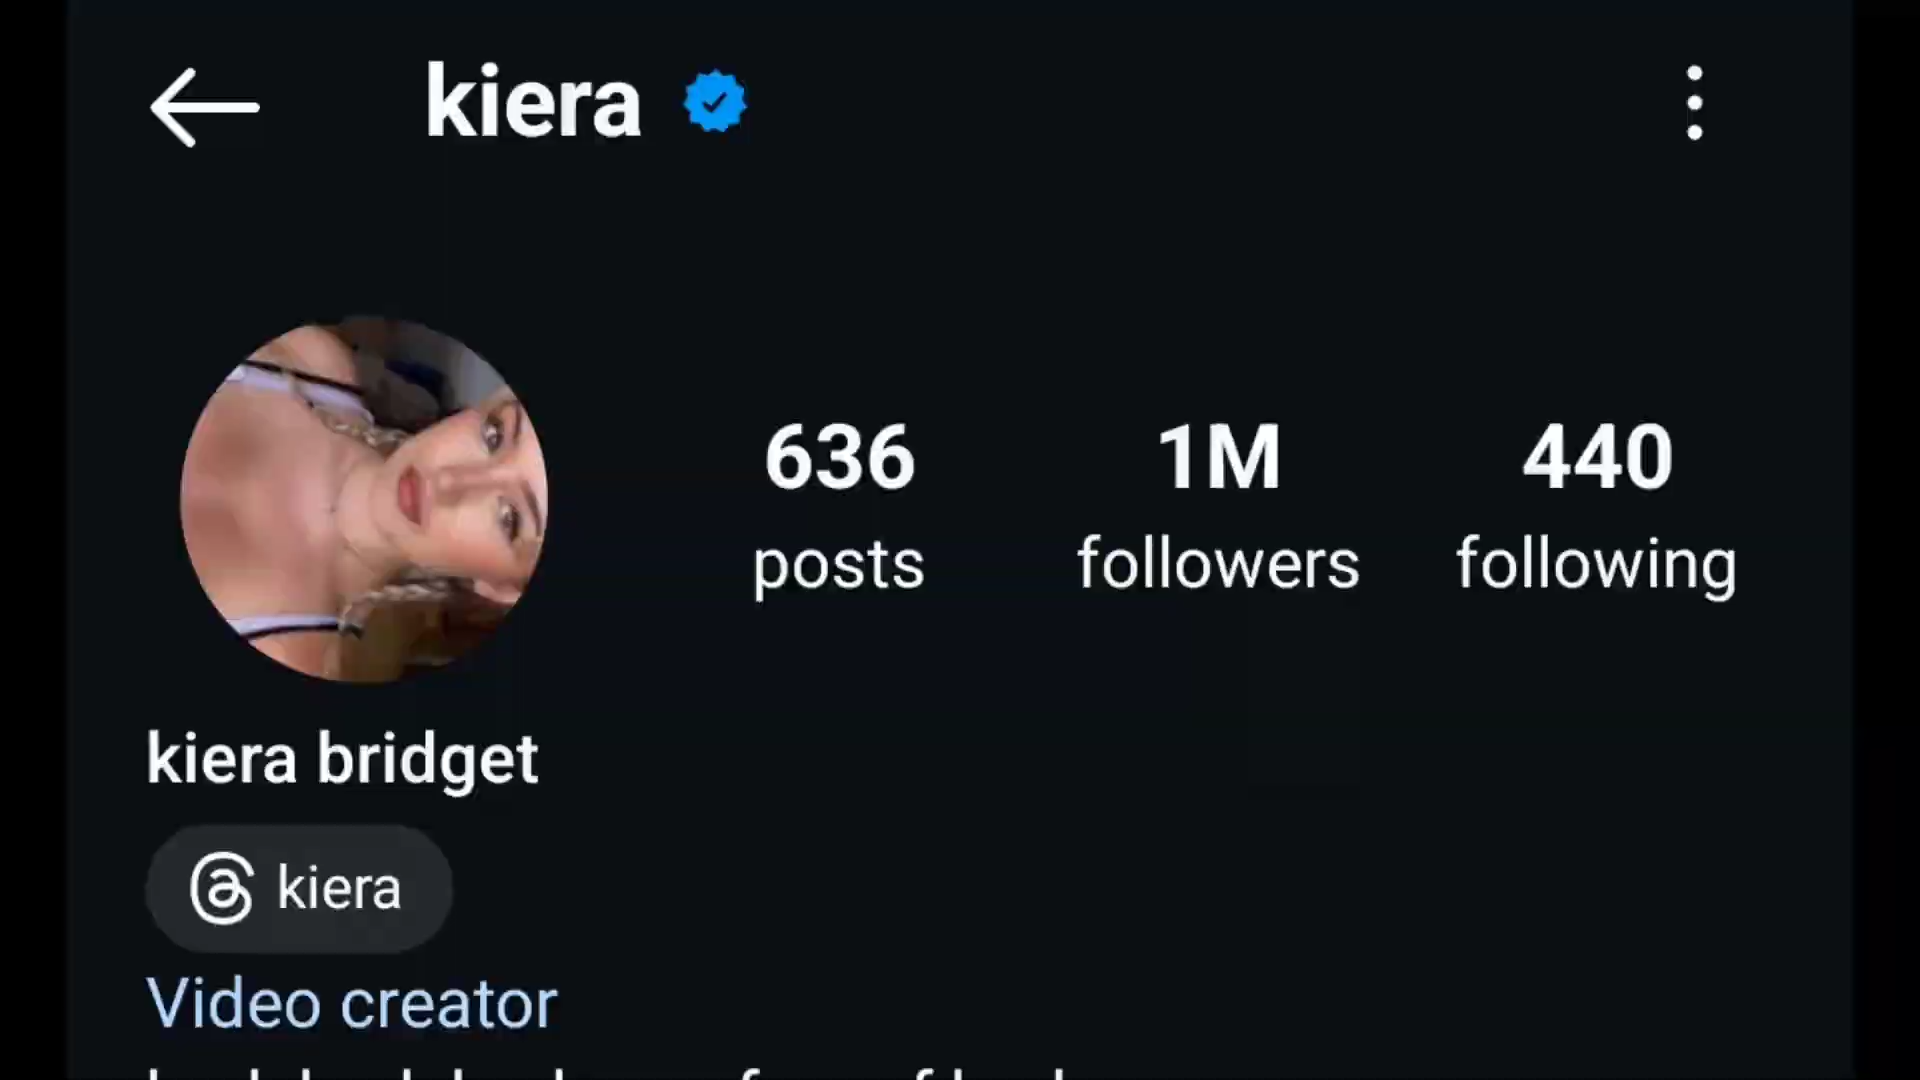 kiera
636 1M 440
posts followers following
kiera bridget
kiera
Video creator